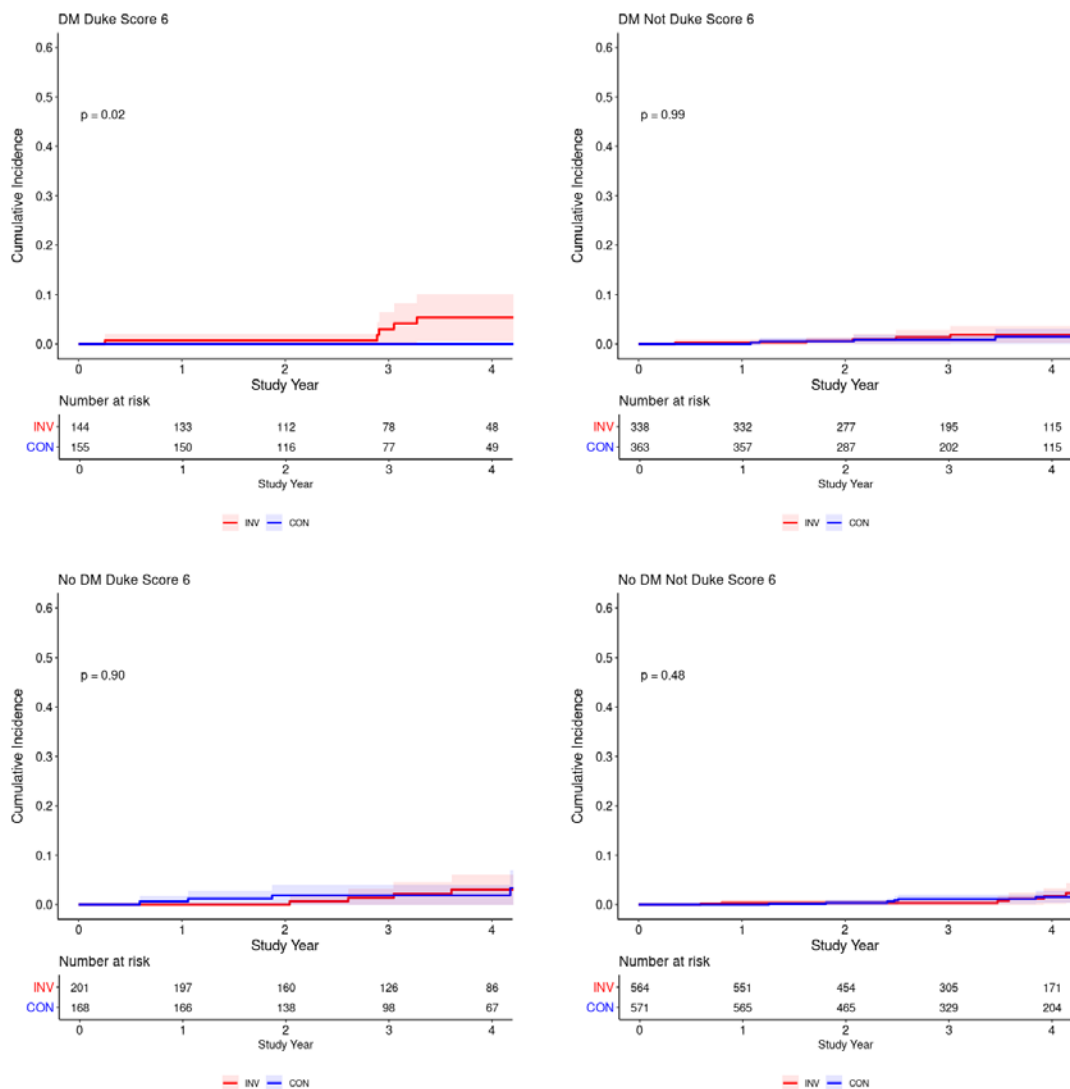 DM Duke Score 6
Cumulative Incidence
0.6
0.5
0.4
0.3
0.2
0.1
0.0
p = 0.02
0 1 2 3 4
Study Year
Number at risk
INV 144 133 112 78 48
CON 155 150 116 77 49
0 1 2 3 4
Study Year
INV CON
DM Not Duke Score 6
Cumulative Incidence
0.6
0.5
0.4
0.3
0.2
0.1
0.0
p = 0.99
0 1 2 3 4
Study Year
Number at risk
INV 338 332 277 195 115
CON 363 357 287 202 115
0 1 2 3 4
Study Year
INV CON
No DM Duke Score 6
Cumulative Incidence
0.6
0.5
0.4
0.3
0.2
0.1
0.0
p = 0.90
0 1 2 3 4
Study Year
Number at risk
INV 201 197 160 126 86
CON 168 166 138 98 67
0 1 2 3 4
Study Year
INV CON
No DM Not Duke Score 6
Cumulative Incidence
0.6
0.5
0.4
0.3
0.2
0.1
0.0
p = 0.48
0 1 2 3 4
Study Year
Number at risk
INV 564 551 454 305 171
CON 571 565 465 329 204
0 1 2 3 4
Study Year
INV CON